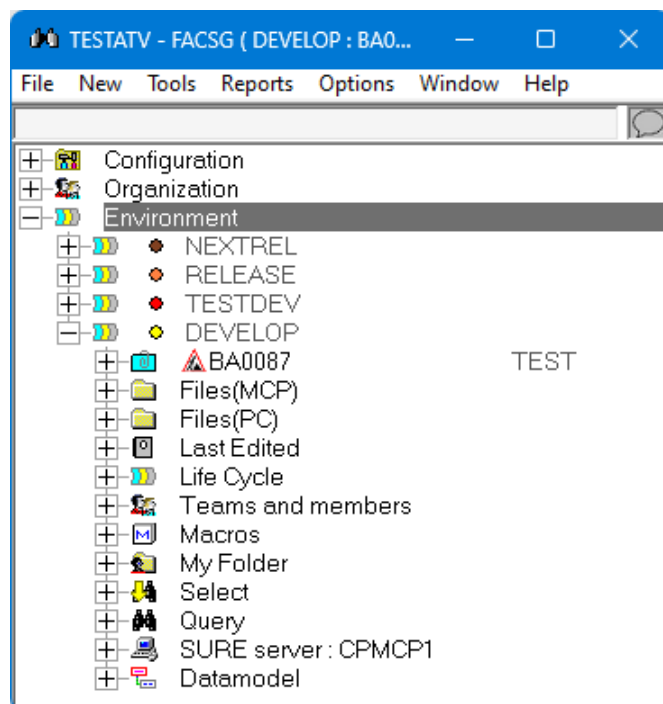 TESTATV - FACSG ( DEVELOP : BA0...
File New Tools Reports Options Window Help
Configuration
Organization
Environment
NEXTREL
RELEASE
TESTDEV
DEVELOP
BA0087 TEST
Files(MCP)
Files(PC)
Last Edited
Life Cycle
Teams and members
Macros
My Folder
Select
Query
SURE server : CPMCP1
Datamodel